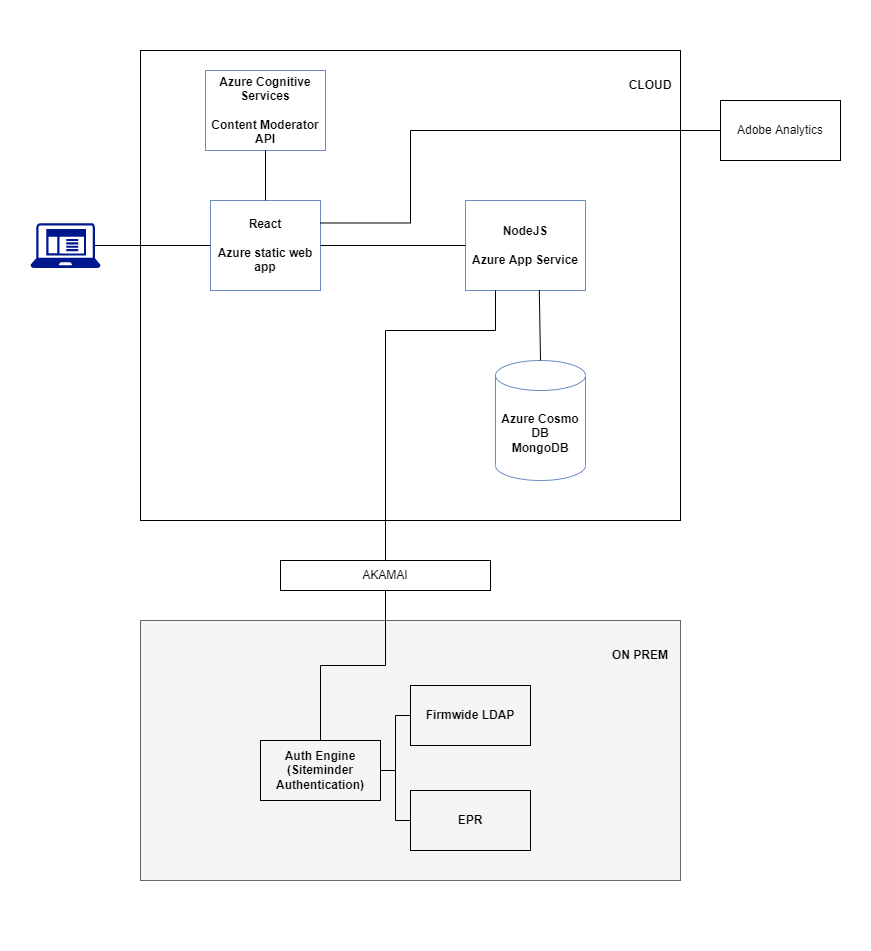 Azure Cognitive
Services
Content Moderator
API
CLOUD
Adobe Analytics
React
Azure static web
app
NodeJS
Azure App Service
Azure Cosmo
DB
MongoDB
AKAMAI
ON PREM
Firmwide LDAP
Auth Engine
(Siteminder
Authentication)
EPR